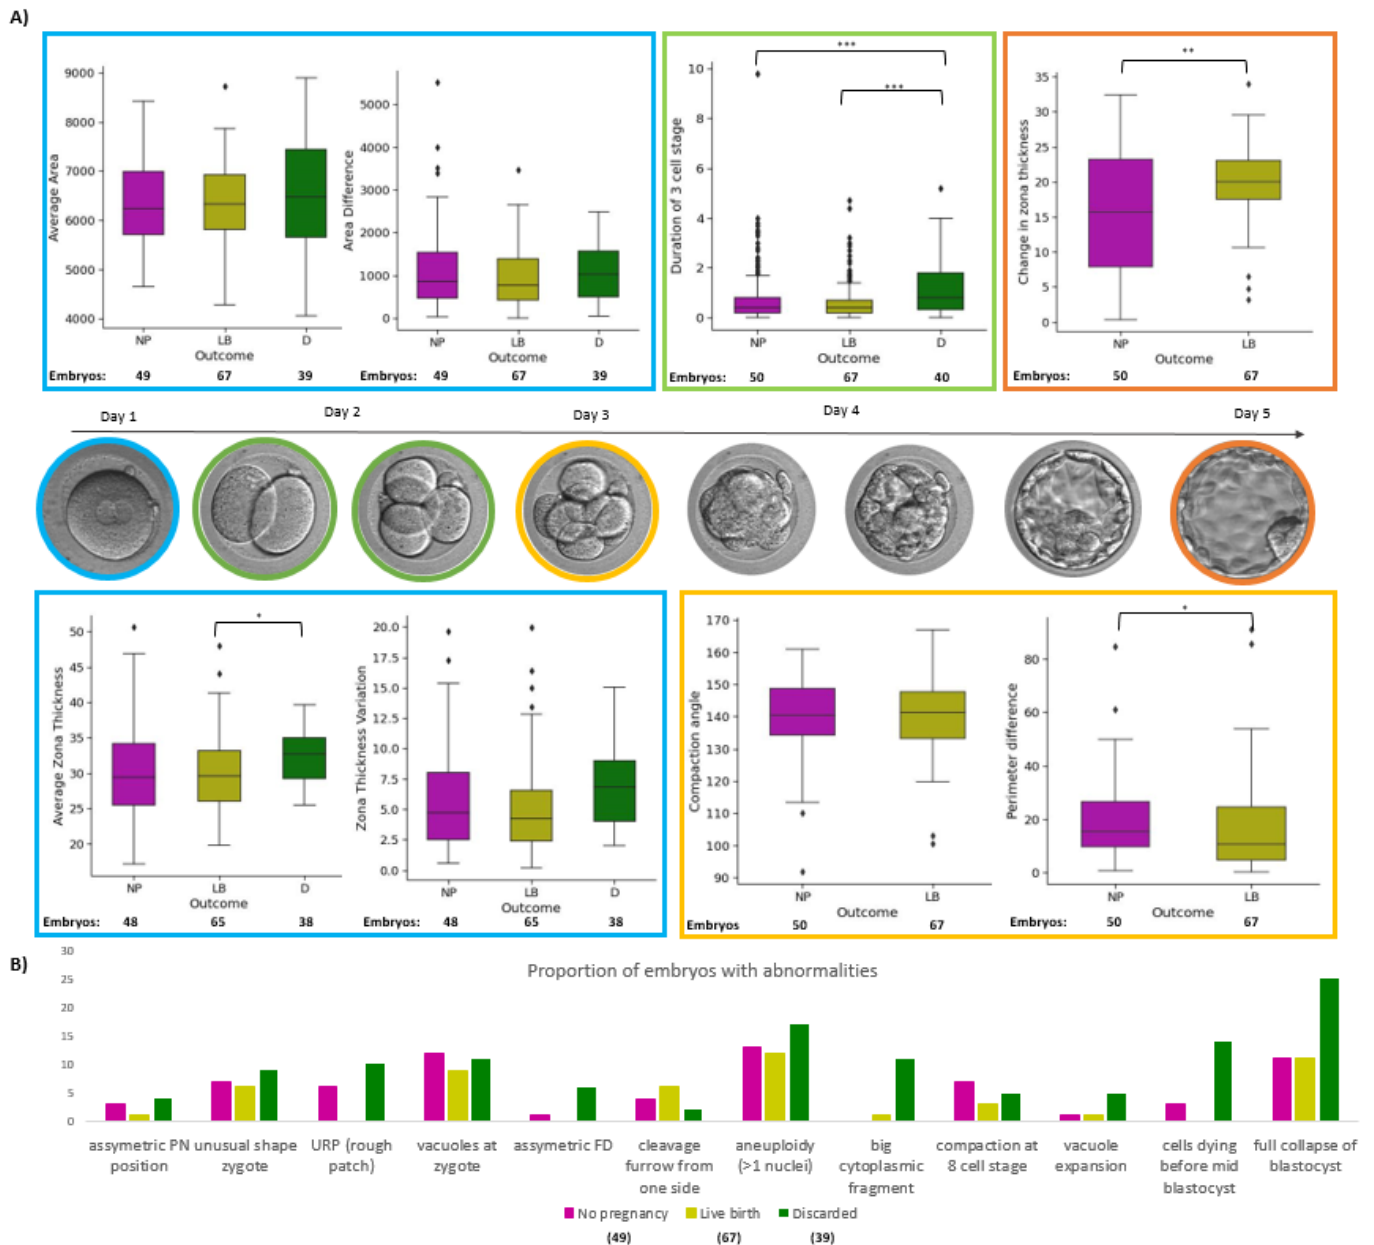 A)
9000
8000
7000
6000
5000
4000
Average Area
NP
LB
D
Outcome
Embryos:
49
67
39
5000
4000
3000
2000
1000
0
Area Difference
NP
LB
D
Outcome
Embryos:
49
67
39
10
8
6
4
2
0
Duration of 3 cell stage
***
***
NP
LB
D
Outcome
Embryos:
50
67
40
35
30
25
20
15
10
5
0
Change in zona thickness
**
NP
LB
Outcome
Embryos:
50
67
Day 1
Day 2
Day 3
Day 4
Day 5
50
45
40
35
30
25
20
Average Zona Thickness
*
NP
LB
D
Outcome
Embryos:
48
65
38
20.0
17.5
15.0
12.5
10.0
7.5
5.0
2.5
0.0
Zona Thickness Variation
NP
LB
D
Outcome
Embryos:
48
65
38
170
160
150
140
130
120
110
100
90
Compaction angle
NP
LB
Outcome
Embryos
50
67
80
60
40
20
0
Perimeter difference
*
NP
LB
Outcome
Embryos:
50
67
B)
Proportion of embryos with abnormalities
30
25
20
15
10
5
0
assymetric PN
position
unusual shape
zygote
URP (rough
patch)
vacuoles at
zygote
assymetric FD
cleavage
furrow from
one side
aneuploidy
(>1 nuclei)
big
cytoplasmic
fragment
compaction at
8 cell stage
vacuole
expansion
cells dying
before mid
blastocyst
full collapse of
blastocyst
No pregnancy
Live birth
Discarded
(49)
(67)
(39)